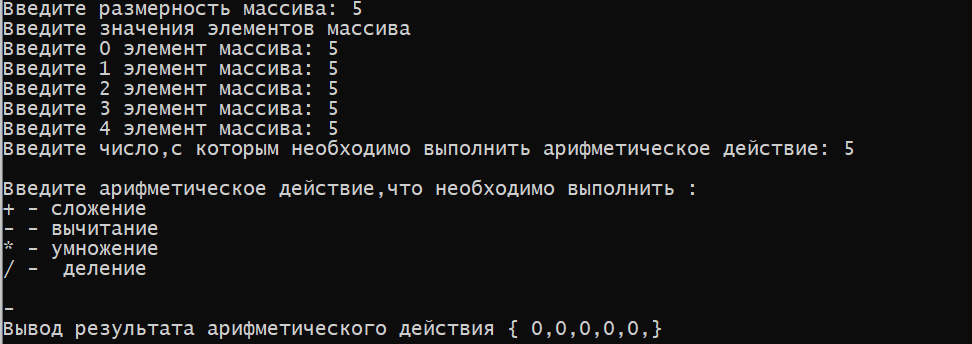 Введите размерность массива: 5
Введите значения элементов массива
Введите 0 элемент массива: 5
Введите 1 элемент массива: 5
Введите 2 элемент массива: 5
Введите 3 элемент массива: 5
Введите 4 элемент массива: 5
Введите число,с которым необходимо выполнить арифметическое действие: 5
Введите арифметическое действие,что необходимо выполнить :
+ - сложение
- - вычитание
* - умножение
/ -  деление
-
Вывод результата арифметического действия { 0,0,0,0,0,}